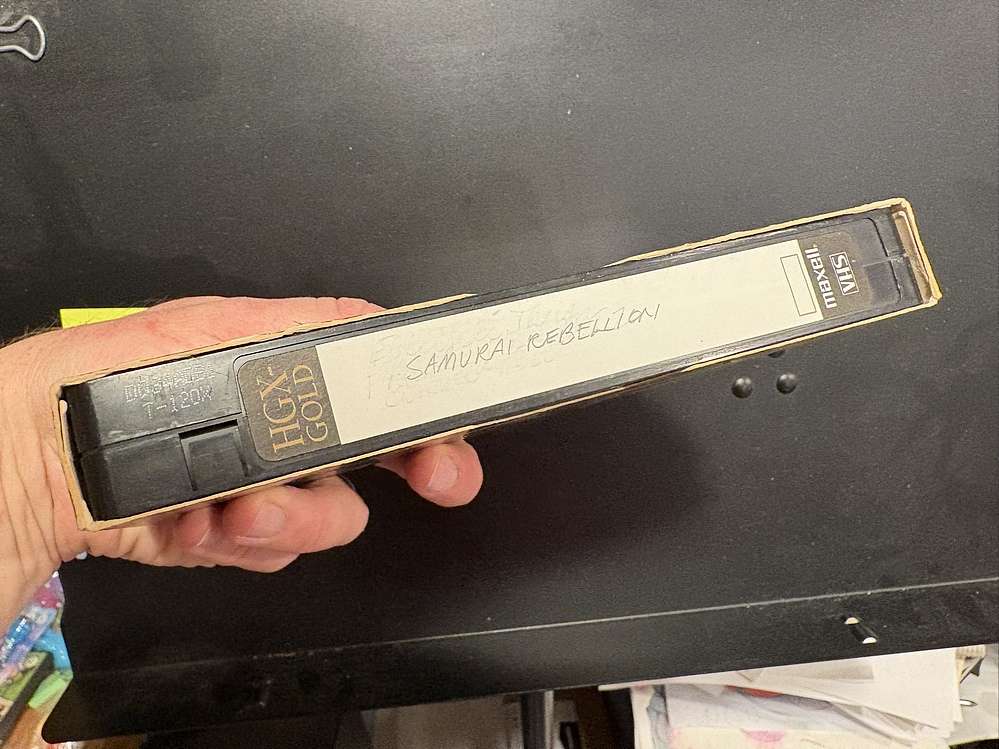 T-120X
HGX-
GOLD
SAMURAI REBELLION
maxell
VHS